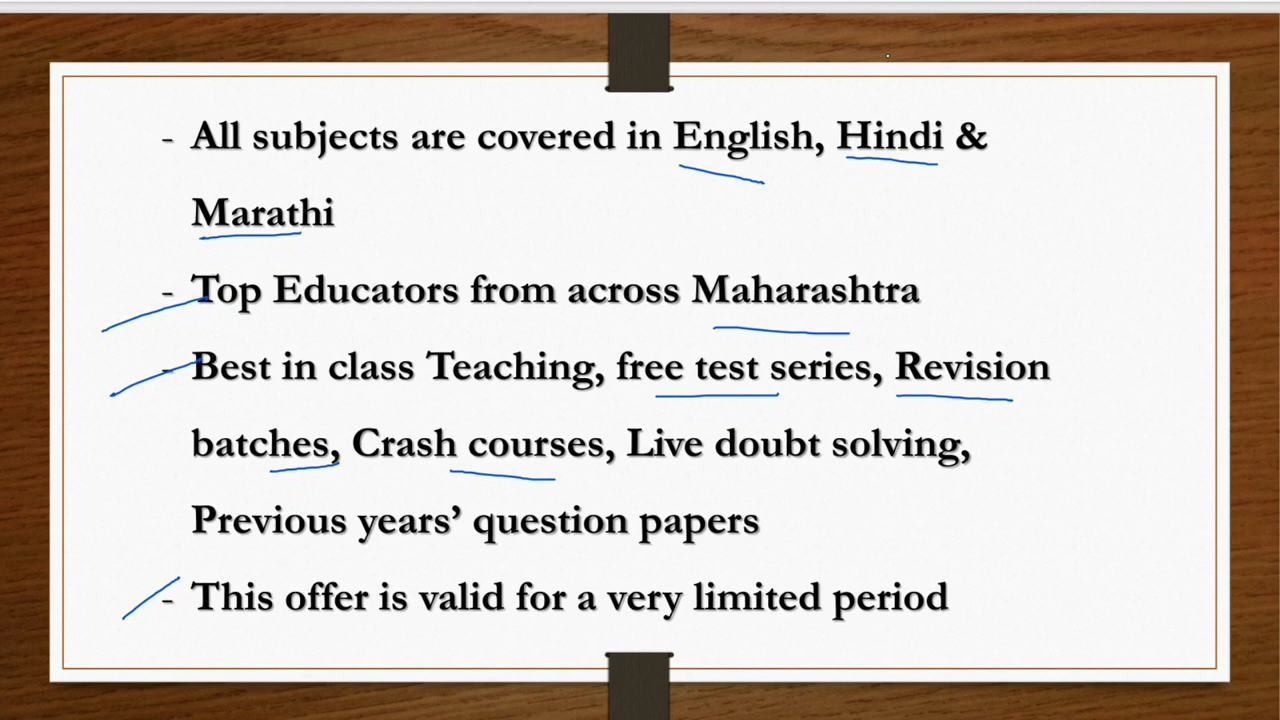 - All subjects are covered in English, Hindi &
Marathi
- Top Educators from across Maharashtra
- Best in class Teaching, free test series, Revision
batches, Crash courses, Live doubt solving,
Previous years’ question papers
- This offer is valid for a very limited period